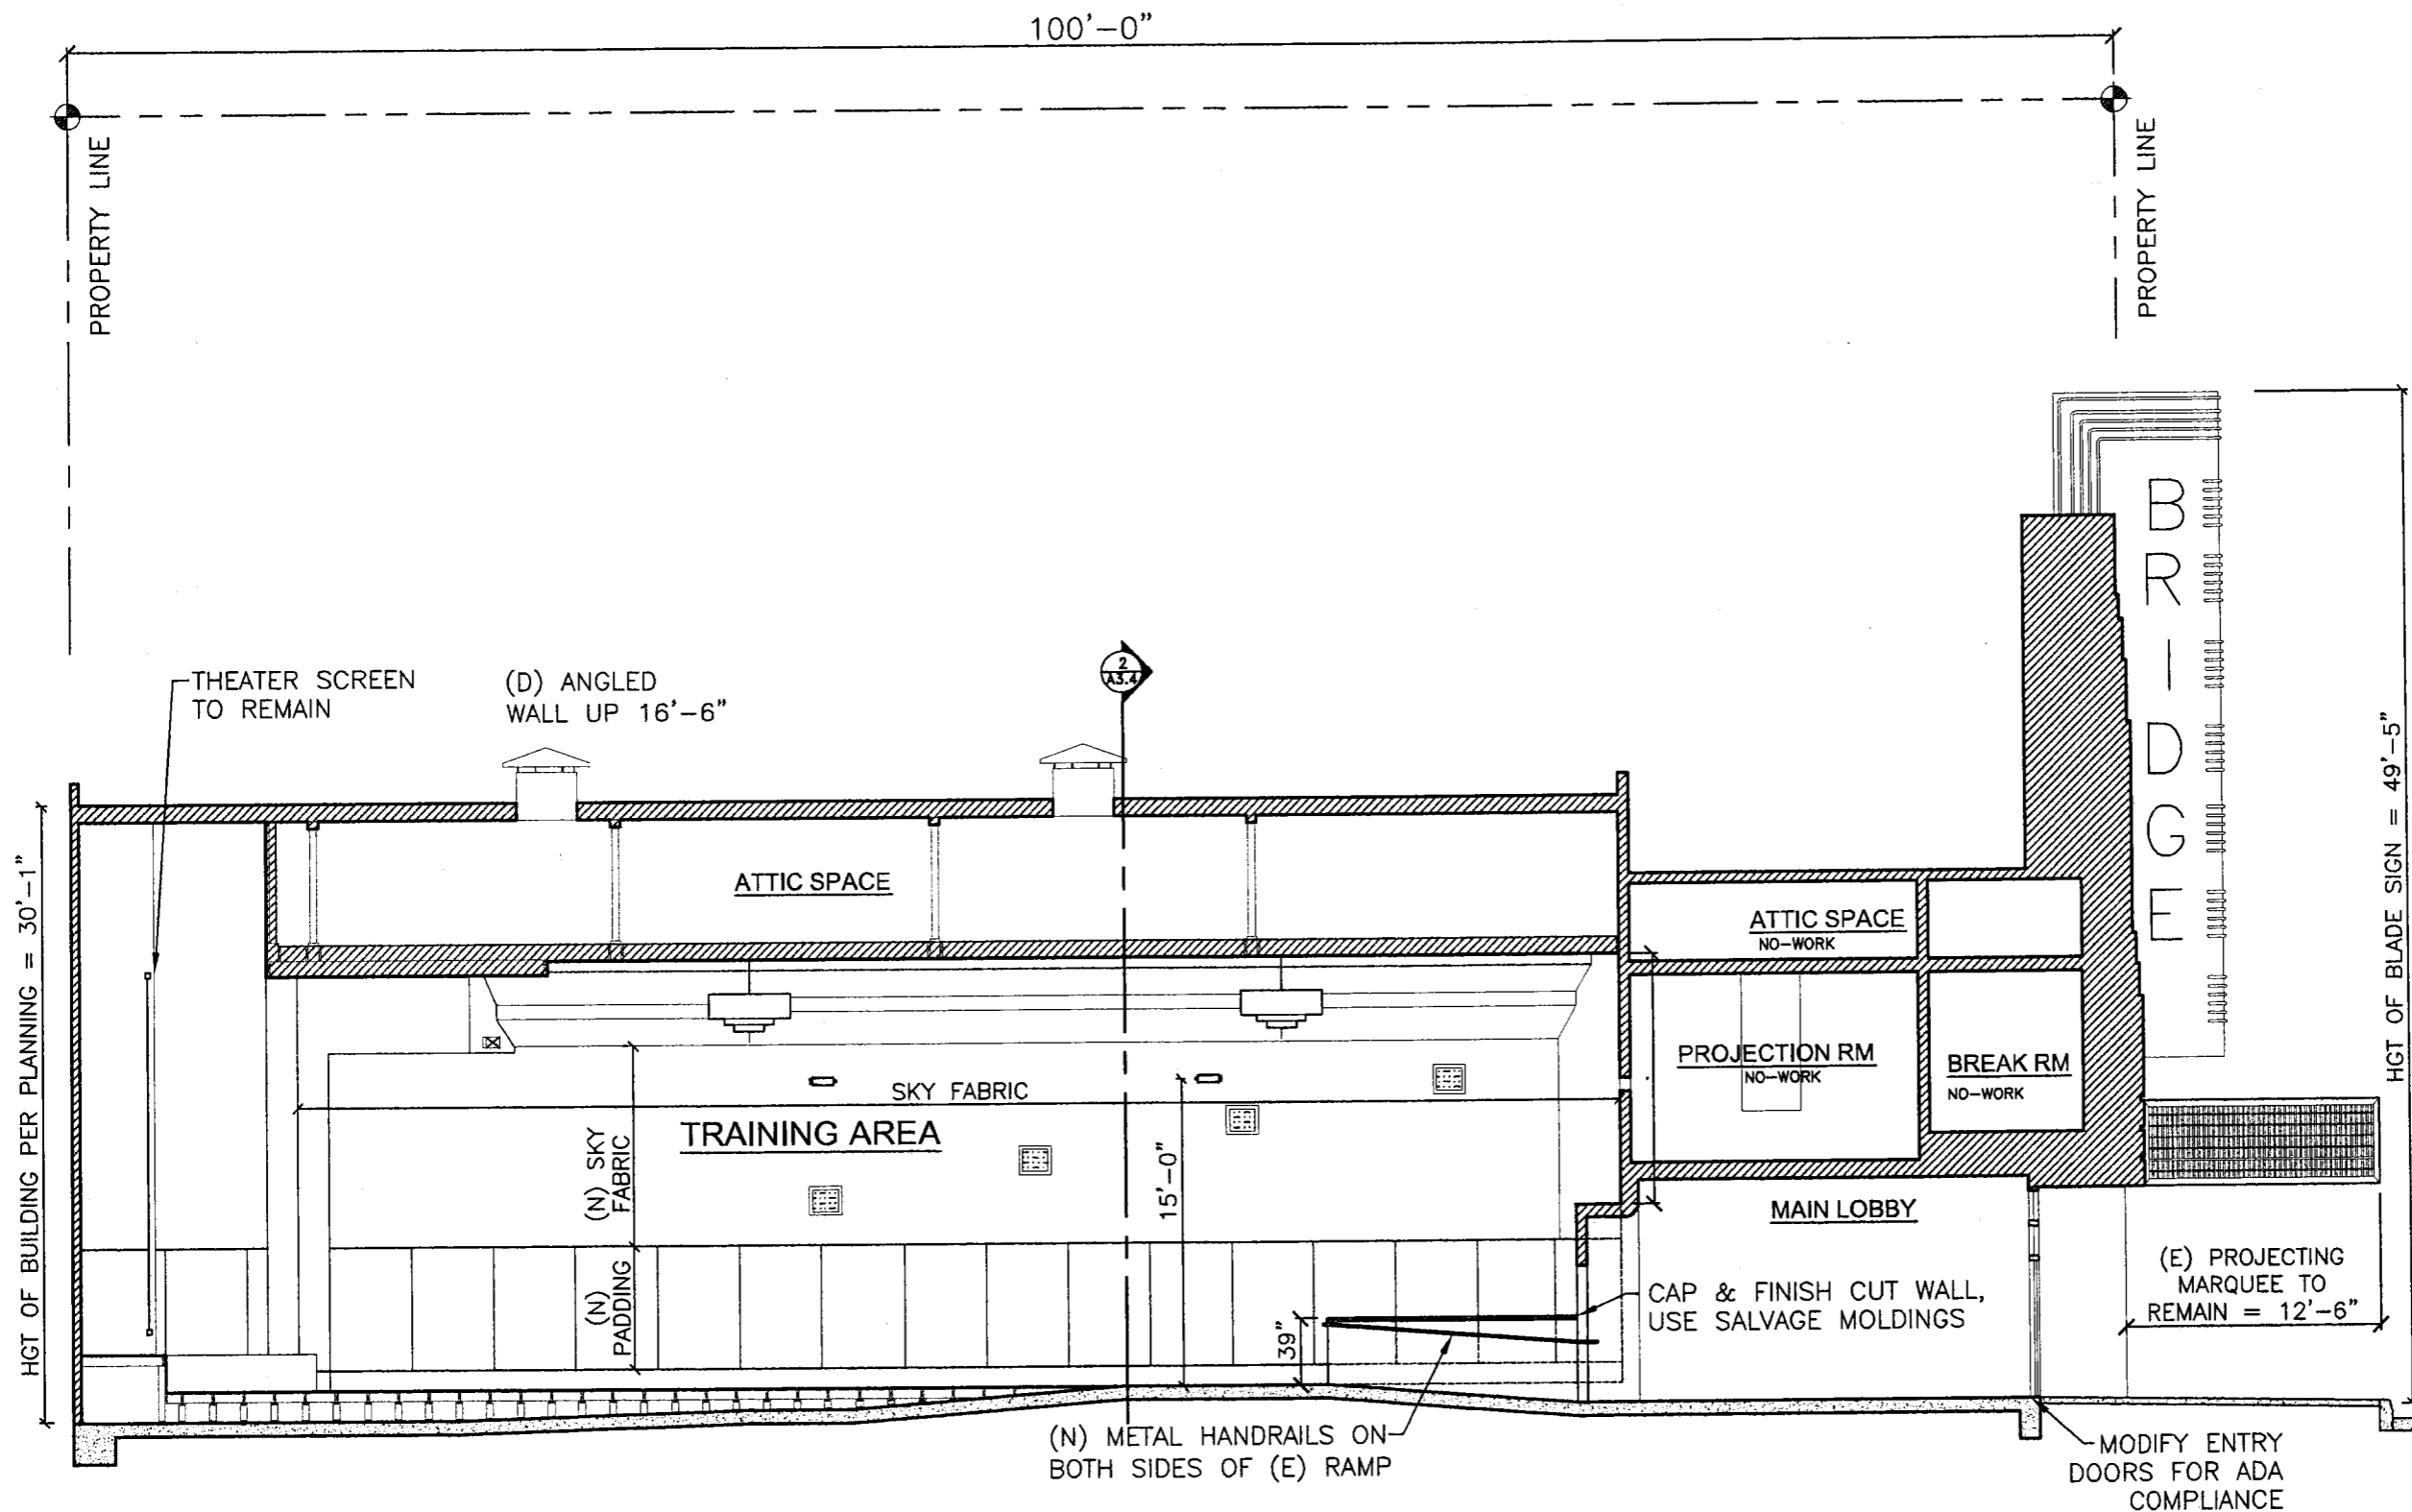 100'-0"
PROPERTY LINE
PROPERTY LINE
BRIDGE
THEATER SCREEN
TO REMAIN
(D) ANGLED
WALL UP 16'-6"
2
A3.4
HGT OF BUILDING PER PLANNING = 30'-1"
HGT OF BLADE SIGN = 49'-5"
ATTIC SPACE
ATTIC SPACE
NO-WORK
PROJECTION RM
NO-WORK
BREAK RM
NO-WORK
SKY FABRIC
TRAINING AREA
(N) SKY
FABRIC
15'-0"
MAIN LOBBY
(N)
PADDING
39"
CAP & FINISH CUT WALL,
USE SALVAGE MOLDINGS
(E) PROJECTING
MARQUEE TO
REMAIN = 12'-6"
(N) METAL HANDRAILS ON
BOTH SIDES OF (E) RAMP
MODIFY ENTRY
DOORS FOR ADA
COMPLIANCE